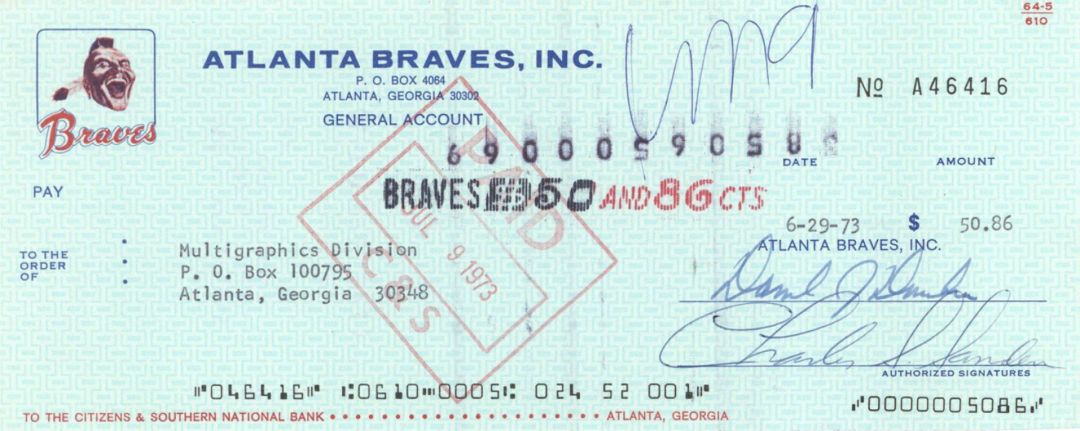 64-5
610
ATLANTA BRAVES, INC.
P. O. BOX 4064
ATLANTA, GEORGIA 30302
GENERAL ACCOUNT
Braves
Nº A46416
PAY
DATE
AMOUNT
BRAVES 50 AND 86 CTS
6-29-73 $ 50.86
TO THE
ORDER
OF
Multigraphics Division
P. O. Box 100795
Atlanta, Georgia 30348
PAID
JUL 9 1973
C&S
ATLANTA BRAVES, INC.
Charles S. Sanders
AUTHORIZED SIGNATURES
⑈046416⑈ ⑆0610⑉0005⑆ 024 52 001⑈
⑈0000005086⑈
TO THE CITIZENS & SOUTHERN NATIONAL BANK ATLANTA, GEORGIA